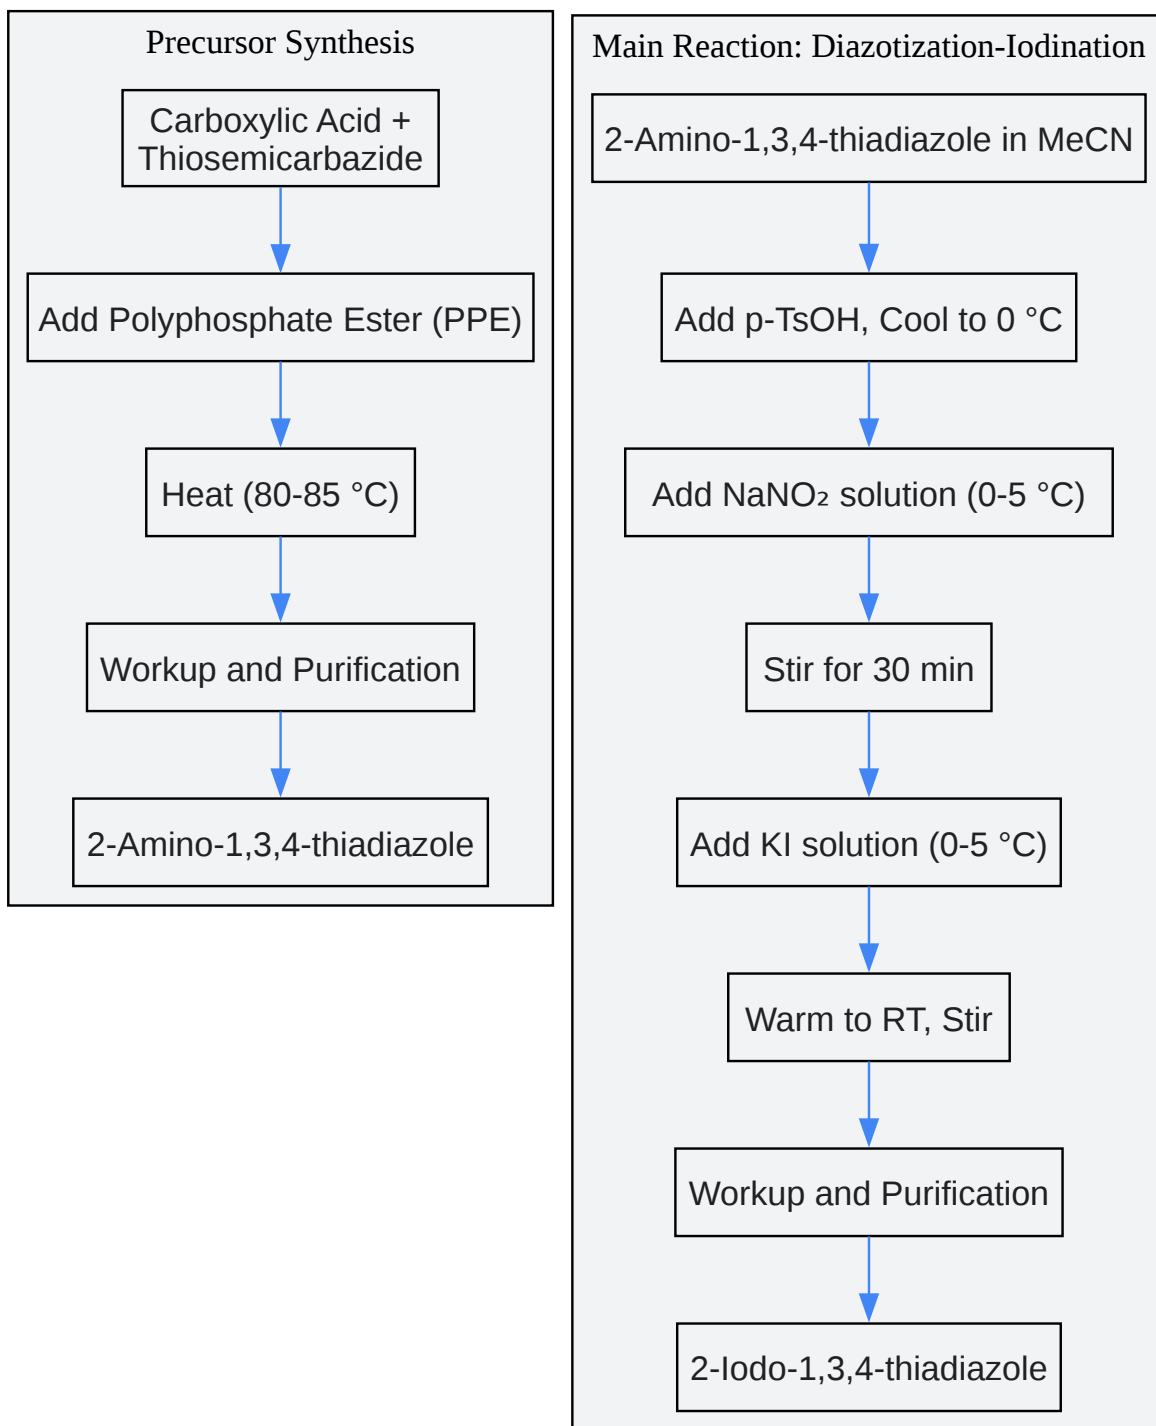 Precursor Synthesis
Carboxylic Acid +
Thiosemicarbazide
Add Polyphosphate Ester (PPE)
Heat (80-85 °C)
Workup and Purification
2-Amino-1,3,4-thiadiazole
Main Reaction: Diazotization-Iodination
2-Amino-1,3,4-thiadiazole in MeCN
Add p-TsOH, Cool to 0 °C
Add NaNO₂ solution (0-5 °C)
Stir for 30 min
Add KI solution (0-5 °C)
Warm to RT, Stir
Workup and Purification
2-Iodo-1,3,4-thiadiazole